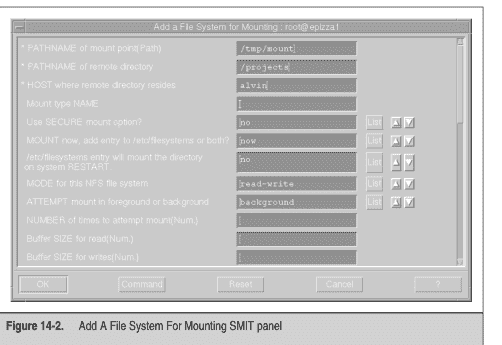 Add a File System for Mounting : root@epizza1
* PATHNAME of mount point(Path) /tmp/mount
* PATHNAME of remote directory /projects
* HOST where remote directory resides alvin
Mount type NAME
Use SECURE mount option? no List
MOUNT now, add entry to /etc/filesystems or both? now List
/etc/filesystems entry will mount the directory
on system RESTART. no List
MODE for this NFS file system read-write List
ATTEMPT mount in foreground or background background List
NUMBER of times to attempt mount(Num.)
Buffer SIZE for read(Num.)
Buffer SIZE for writes(Num.)
OK Command Reset Cancel ?
Figure 14-2. Add A File System For Mounting SMIT panel